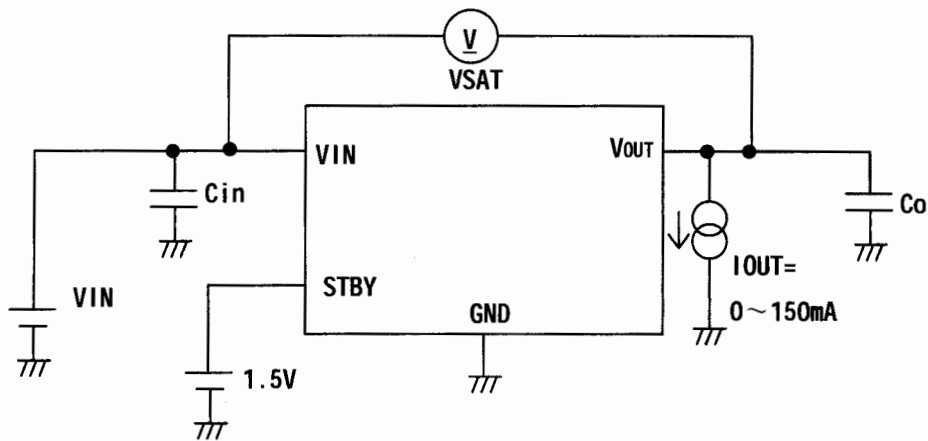 V
VSAT
VIN
VOUT
Cin
Co
VIN
STBY
IOUT=
GND
0~150mA
1.5V